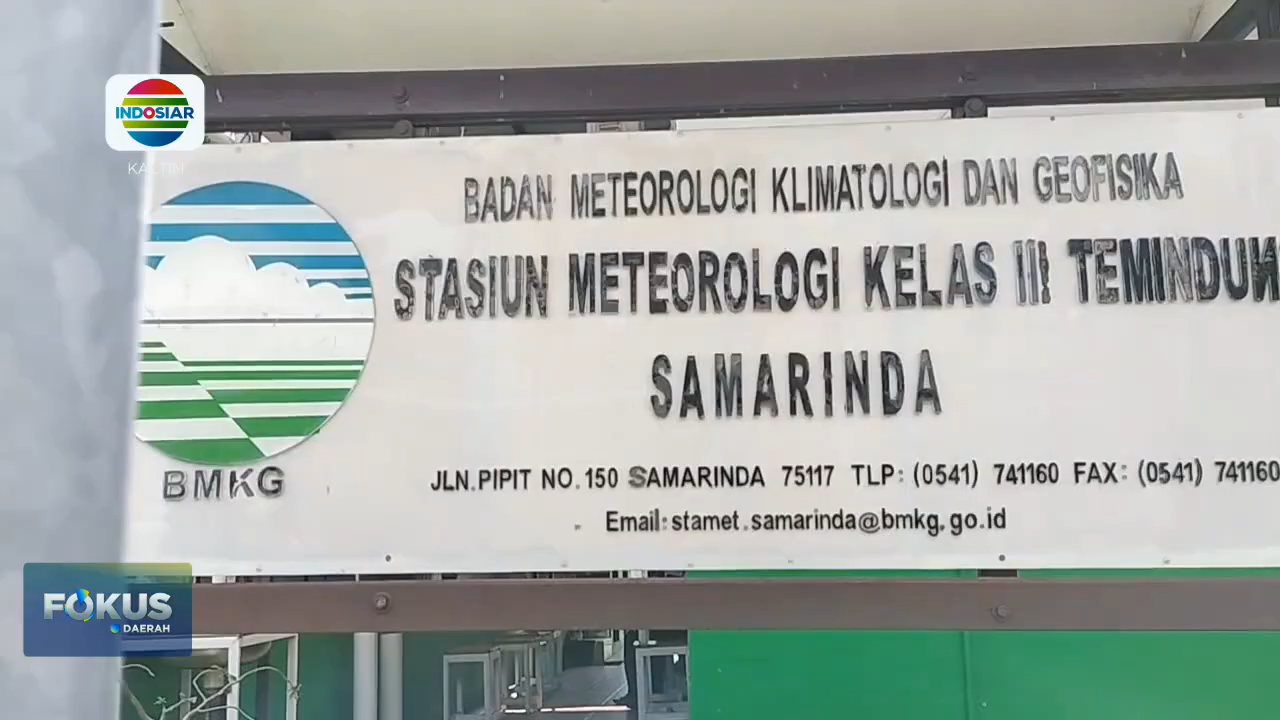 INDOSIAR
KALTIM
BADAN METEOROLOGI KLIMATOLOGI DAN GEOFISIKA
STASIUN METEOROLOGI KELAS III TEMINDUN
SAMARINDA
BMKG
JLN.PIPIT NO.150 SAMARINDA 75117 TLP: (0541) 741160 FAX: (0541) 741160
Email: stamet.samarinda@bmkg.go.id
FOKUS
DAERAH